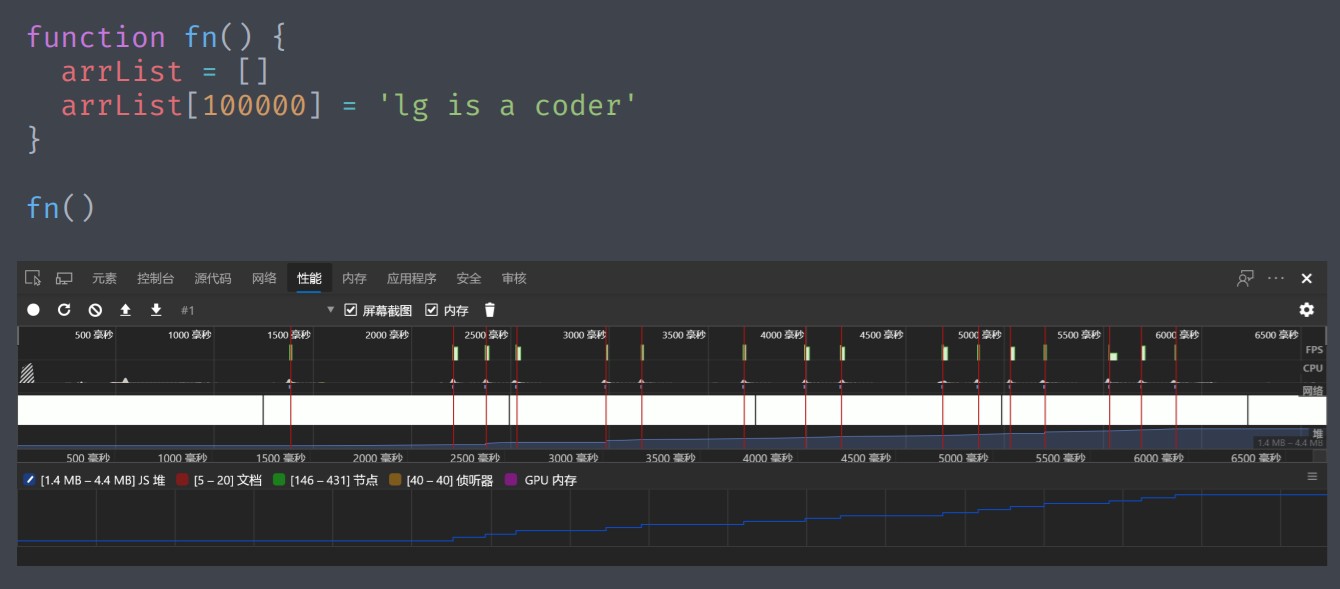 function fn() {
arrList = []
arrList[100000] = 'lg is a coder'
}
fn()
元素 控制台 源代码 网络 性能 内存 应用程序 安全 审核
#1 屏幕截图 内存
500 毫秒 1000 毫秒 1500 毫秒 2000 毫秒 2500 毫秒 3000 毫秒 3500 毫秒 4000 毫秒 4500 毫秒 5000 毫秒 5500 毫秒 6000 毫秒 6500 毫秒
FPS
CPU
网络
堆
1.4 MB – 4.4 MB
500 毫秒 1000 毫秒 1500 毫秒 2000 毫秒 2500 毫秒 3000 毫秒 3500 毫秒 4000 毫秒 4500 毫秒 5000 毫秒 5500 毫秒 6000 毫秒 6500 毫秒
[1.4 MB – 4.4 MB] JS 堆 [5 – 20] 文档 [146 – 431] 节点 [40 – 40] 侦听器 GPU 内存